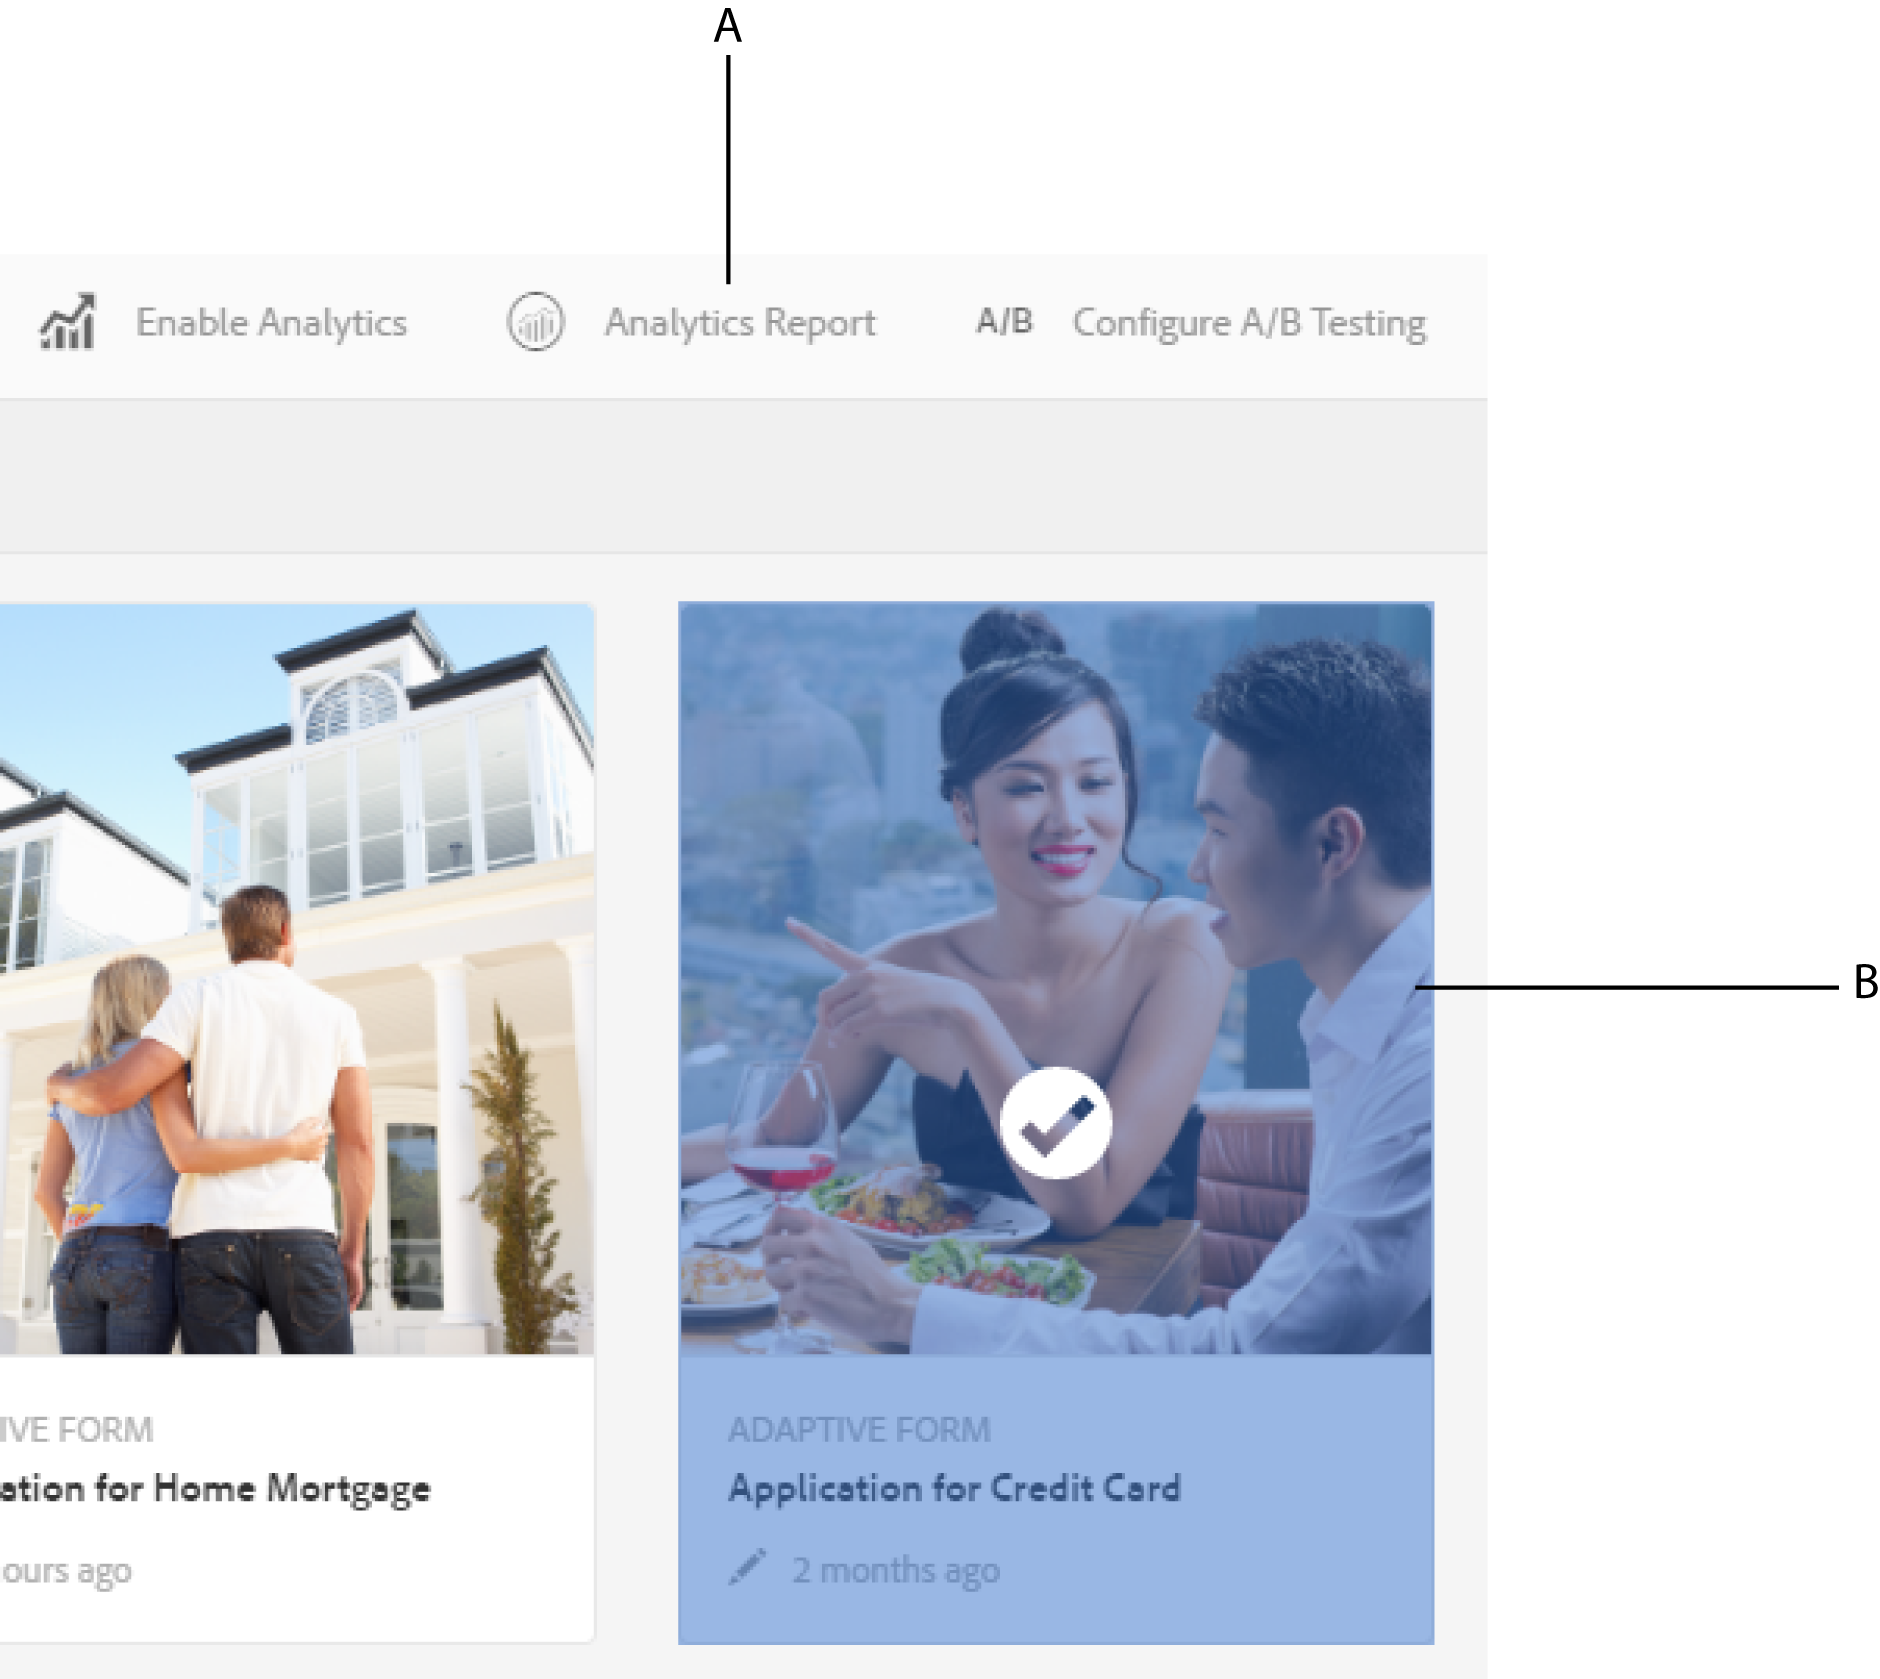 A
Enable Analytics
Analytics Report
A/B Configure A/B Testing
B
IVE FORM
ation for Home Mortgage
ours ago
ADAPTIVE FORM
Application for Credit Card
2 months ago